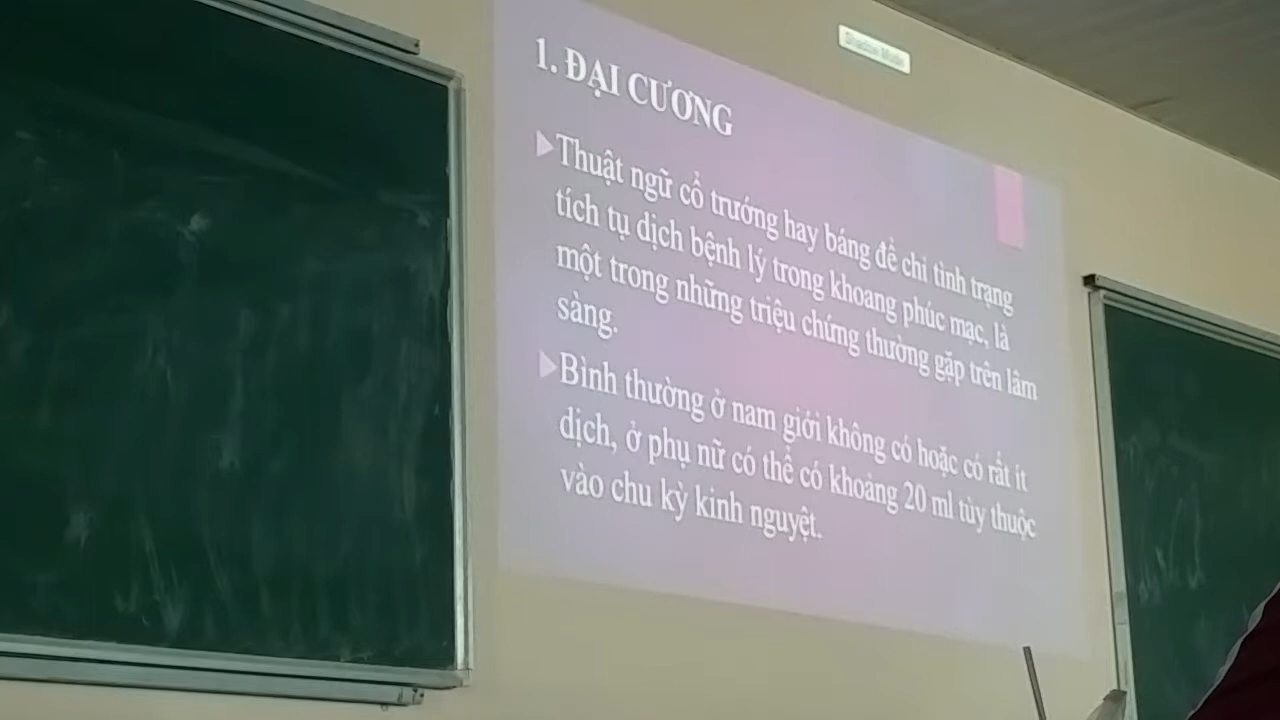 1. ĐẠI CƯƠNG
Thuật ngữ cổ trướng hay báng để chỉ tình trạng
tích tụ dịch bệnh lý trong khoang phúc mạc, là
một trong những triệu chứng thường gặp trên lâm
sàng.
Bình thường ở nam giới không có hoặc có rất ít
dịch, ở phụ nữ có thể có khoảng 20 ml tùy thuộc
vào chu kỳ kinh nguyệt.